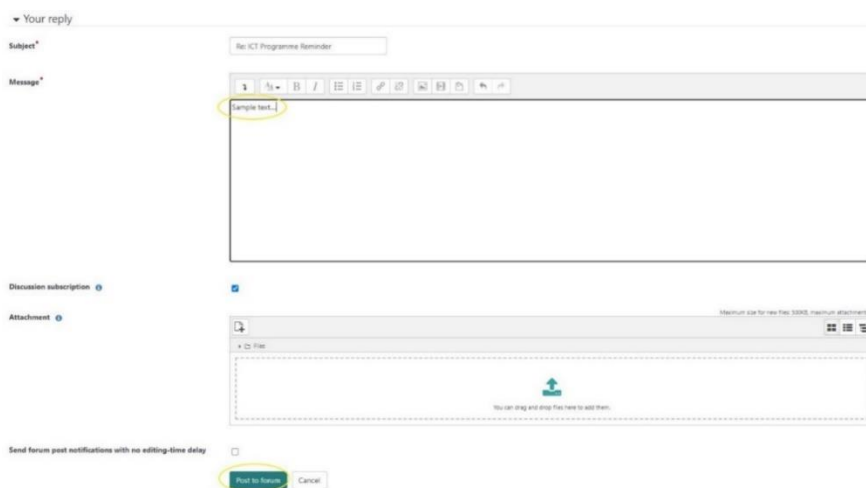 Your reply
Subject*
Re: ICT Programme Reminder
Message*
Sample text...
Discussion subscription
Attachment
Maximum size for new files: 500KB, maximum attachment
Files
You can drag and drop files here to add them.
Send forum post notifications with no editing-time delay
Post to forum
Cancel